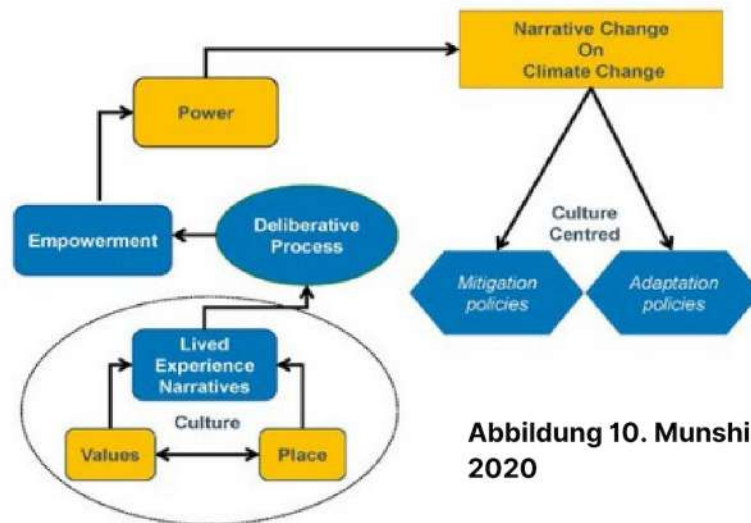 Narrative Change
On
Climate Change
Power
Deliberative
Process
Empowerment
Culture
Centred
Mitigation
policies
Adaptation
policies
Lived
Experience
Narratives
Culture
Values
Place
Abbildung 10. Munshi
2020